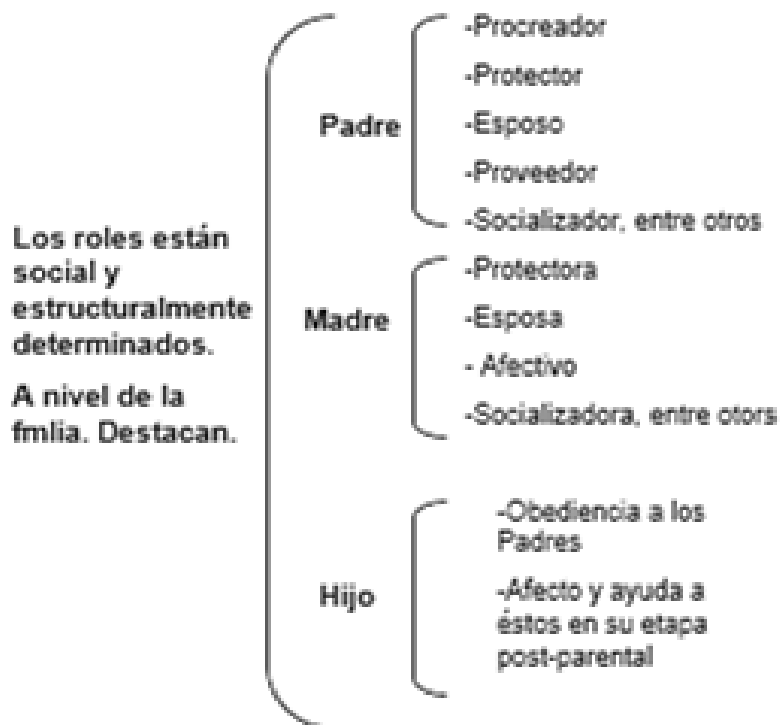 Los roles están
social y
estructuralmente
determinados.
A nivel de la
fmlia. Destacan.
Padre
-Procreador
-Protector
-Esposo
-Proveedor
-Socializador, entre otros
Madre
-Protectora
-Esposa
- Afectivo
-Socializadora, entre otors
Hijo
-Obediencia a los
Padres
-Afecto y ayuda a
éstos en su etapa
post-parental